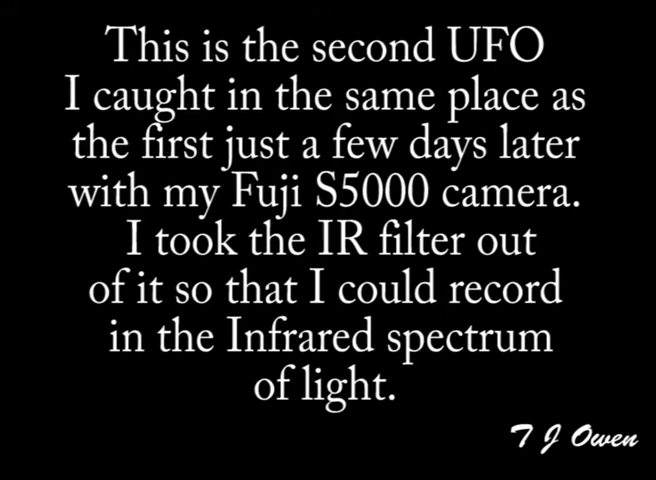 This is the second UFO
I caught in the same place as
the first just a few days later
with my Fuji S5000 camera.
I took the IR filter out
of it so that I could record
in the Infrared spectrum
of light.
T J Owen